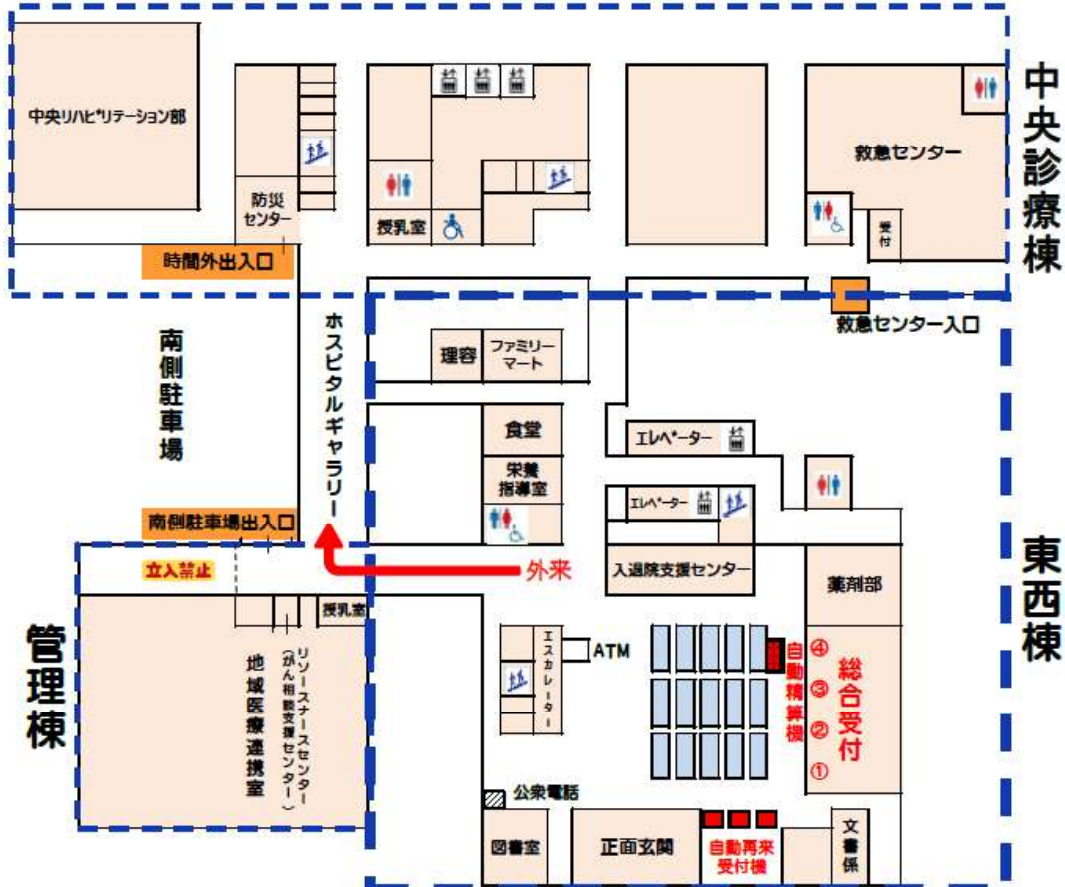 中央診療棟
中央リハビリテーション部
防災
センター
時間外出入口
授乳室
救急センター
受付
救急センター入口
南側駐車場
ホスピタルギャラリー
理容
ファミリー
マート
食堂
栄養
指導室
エレベーター
エレベーター
南側駐車場出入口
立入禁止
外来
入退院支援センター
薬剤部
東西棟
管理棟
授乳室
リソースナースセンター
(がん相談支援センター)
地域医療連携室
エスカレーター
ATM
自動精算機
④
③
②
①
総合受付
公衆電話
図書室
正面玄関
自動再来
受付機
文書係